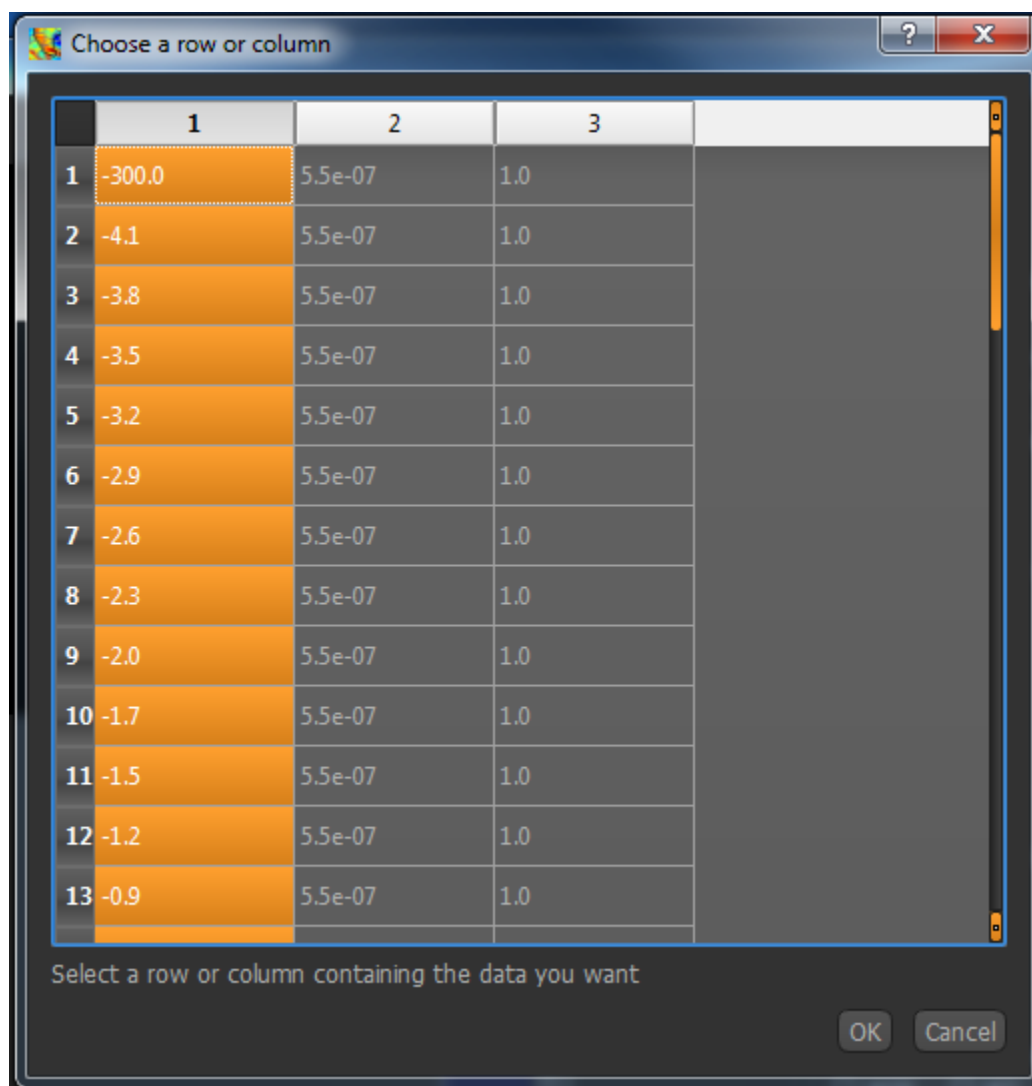 Choose a row or column
?
X
1 2 3
1 -300.0 5.5e-07 1.0
2 -4.1 5.5e-07 1.0
3 -3.8 5.5e-07 1.0
4 -3.5 5.5e-07 1.0
5 -3.2 5.5e-07 1.0
6 -2.9 5.5e-07 1.0
7 -2.6 5.5e-07 1.0
8 -2.3 5.5e-07 1.0
9 -2.0 5.5e-07 1.0
10 -1.7 5.5e-07 1.0
11 -1.5 5.5e-07 1.0
12 -1.2 5.5e-07 1.0
13 -0.9 5.5e-07 1.0
Select a row or column containing the data you want
OK Cancel